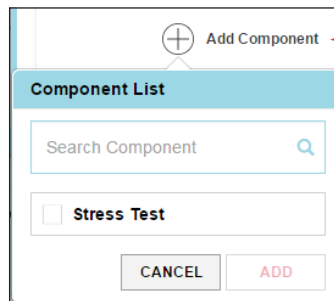 Add Component
Component List
Search Component
Stress Test
CANCEL ADD